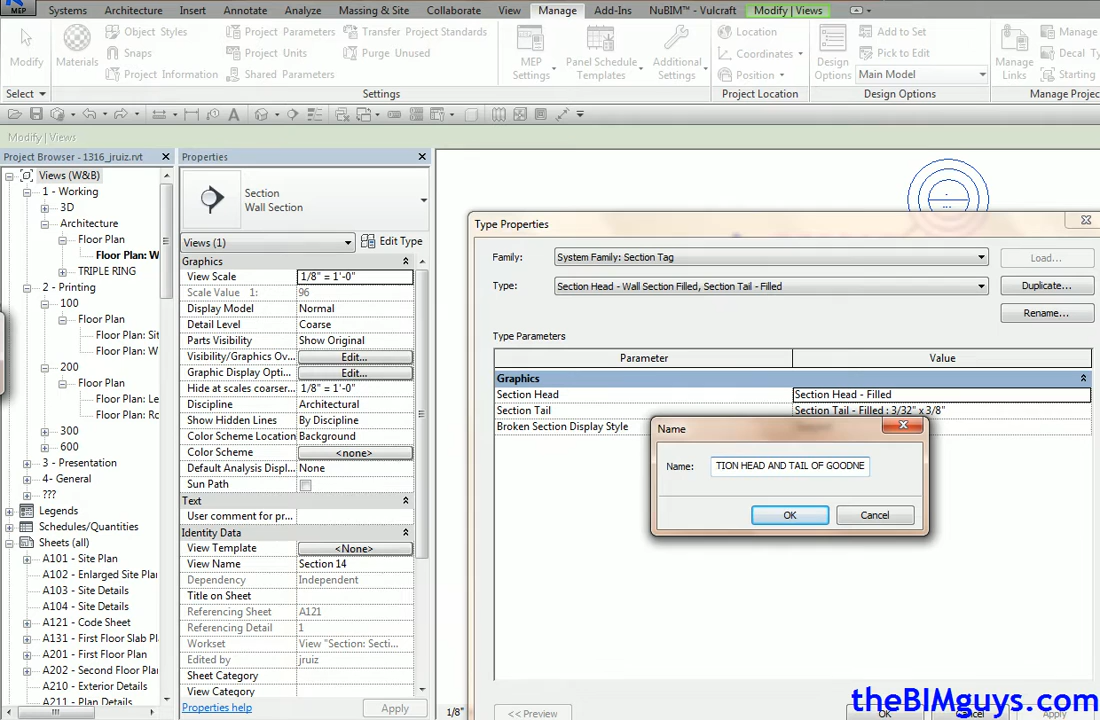 MEP
Systems
Architecture
Insert
Annotate
Analyze
Massing & Site
Collaborate
View
Manage
Add-Ins
NuBIM™ - Vulcraft
Modify | Views
Modify
Materials
Object Styles
Snaps
Project Information
Project Parameters
Project Units
Shared Parameters
Transfer Project Standards
Purge Unused
MEP
Settings
Panel Schedule
Templates
Additional
Settings
Location
Coordinates
Position
Design
Options
Add to Set
Pick to Edit
Main Model
Manage
Links
Manage
Decal Ty
Starting
Select
Settings
Project Location
Design Options
Manage Projec
Modify | Views
Project Browser - 1316_jruiz.rvt
Views (W&B)
1 - Working
3D
Architecture
Floor Plan
Floor Plan: W
TRIPLE RING
2 - Printing
100
Floor Plan
Floor Plan: Sit
Floor Plan: W
200
Floor Plan
Floor Plan: Le
Floor Plan: Ro
300
600
3 - Presentation
4 - General
???
Legends
Schedules/Quantities
Sheets (all)
A101 - Site Plan
A102 - Enlarged Site Plan
A103 - Site Details
A104 - Site Details
A121 - Code Sheet
A131 - First Floor Slab Pl
A201 - First Floor Plan
A202 - Second Floor Plan
A210 - Exterior Details
A211 - Plan Details
Properties
Section
Wall Section
Views (1)
Edit Type
Graphics
View Scale 1/8" = 1'-0"
Scale Value 1: 96
Display Model Normal
Detail Level Coarse
Parts Visibility Show Original
Visibility/Graphics Ov... Edit...
Graphic Display Opti... Edit...
Hide at scales coarser... 1/8" = 1'-0"
Discipline Architectural
Show Hidden Lines By Discipline
Color Scheme Location Background
Color Scheme <none>
Default Analysis Displ... None
Sun Path
Text
User comment for pr...
Identity Data
View Template <None>
View Name Section 14
Dependency Independent
Title on Sheet
Referencing Sheet A121
Referencing Detail 1
Workset View "Section: Secti...
Edited by jruiz
Sheet Category
View Category
Properties help
Apply
Type Properties
Family: System Family: Section Tag Load...
Type: Section Head - Wall Section Filled, Section Tail - Filled Duplicate...
Rename...
Type Parameters
Parameter Value
Graphics
Section Head Section Head - Filled
Section Tail Section Tail - Filled : 3/32" x 3/8"
Broken Section Display Style
Name
Name: TION HEAD AND TAIL OF GOODNE
OK Cancel
<< Preview OK Cancel Apply
1/8"
theBIMguys.com